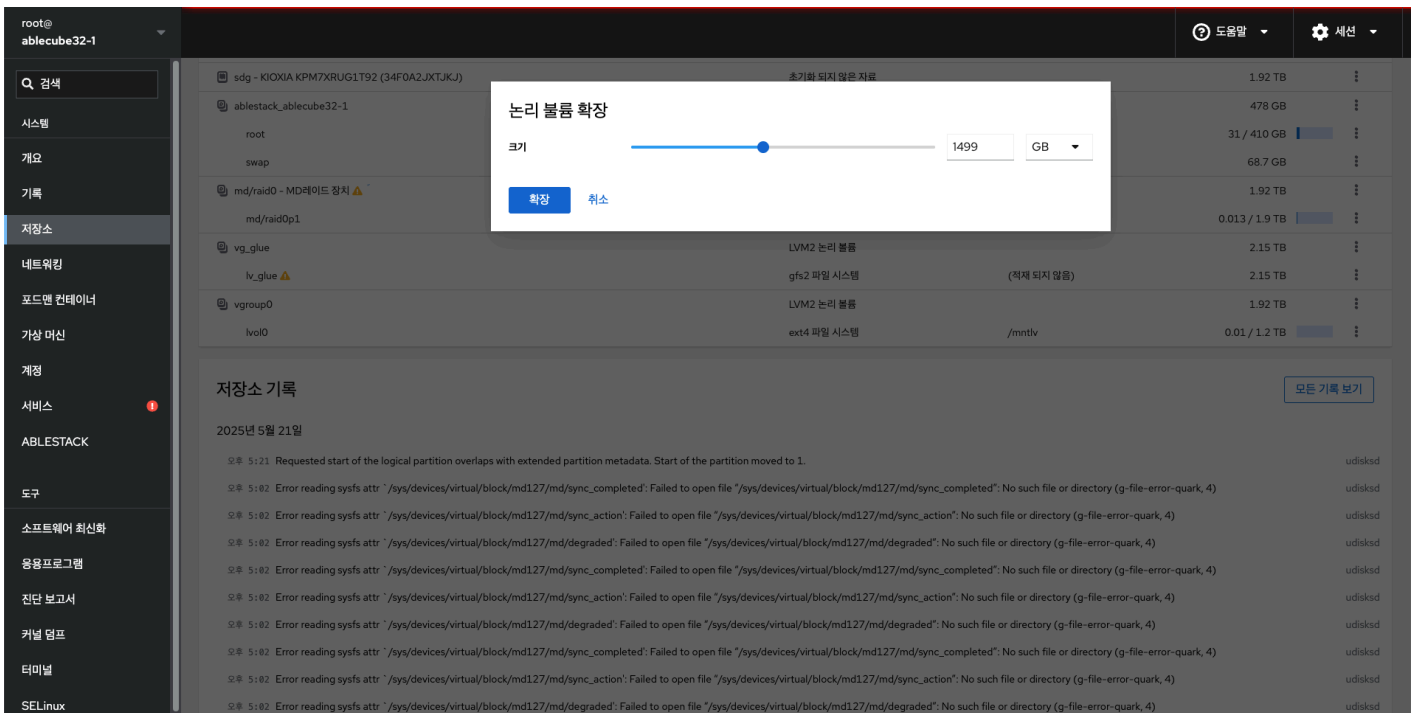 root@
ablecube32-1
도움말
세션
검색
시스템
개요
기록
저장소
네트워킹
포드맨 컨테이너
가상 머신
계정
서비스
ABLESTACK
도구
소프트웨어 최신화
응용프로그램
진단 보고서
커널 덤프
터미널
SELinux
sdg - KIOXIA KPM7XRUG1T92 (34F0A2JXTJKJ) 초기화 되지 않은 자료 1.92 TB
ablestack_ablecube32-1 478 GB
root 31 / 410 GB
swap 68.7 GB
md/raid0 - MD레이드 장치 1.92 TB
md/raid0p1 0.013 / 1.9 TB
vg_glue LVM2 논리 볼륨 2.15 TB
lv_glue gfs2 파일 시스템 (적재 되지 않음) 2.15 TB
vgroup0 LVM2 논리 볼륨 1.92 TB
lvol0 ext4 파일 시스템 /mntlv 0.01 / 1.2 TB
논리 볼륨 확장
크기 1499 GB
확장 취소
저장소 기록 모든 기록 보기
2025년 5월 21일
오후 5:21 Requested start of the logical partition overlaps with extended partition metadata. Start of the partition moved to 1. udisksd
오후 5:02 Error reading sysfs attr `/sys/devices/virtual/block/md127/md/sync_completed': Failed to open file "/sys/devices/virtual/block/md127/md/sync_completed": No such file or directory (g-file-error-quark, 4) udisksd
오후 5:02 Error reading sysfs attr `/sys/devices/virtual/block/md127/md/sync_action': Failed to open file "/sys/devices/virtual/block/md127/md/sync_action": No such file or directory (g-file-error-quark, 4) udisksd
오후 5:02 Error reading sysfs attr `/sys/devices/virtual/block/md127/md/degraded': Failed to open file "/sys/devices/virtual/block/md127/md/degraded": No such file or directory (g-file-error-quark, 4) udisksd
오후 5:02 Error reading sysfs attr `/sys/devices/virtual/block/md127/md/sync_completed': Failed to open file "/sys/devices/virtual/block/md127/md/sync_completed": No such file or directory (g-file-error-quark, 4) udisksd
오후 5:02 Error reading sysfs attr `/sys/devices/virtual/block/md127/md/sync_action': Failed to open file "/sys/devices/virtual/block/md127/md/sync_action": No such file or directory (g-file-error-quark, 4) udisksd
오후 5:02 Error reading sysfs attr `/sys/devices/virtual/block/md127/md/degraded': Failed to open file "/sys/devices/virtual/block/md127/md/degraded": No such file or directory (g-file-error-quark, 4) udisksd
오후 5:02 Error reading sysfs attr `/sys/devices/virtual/block/md127/md/sync_completed': Failed to open file "/sys/devices/virtual/block/md127/md/sync_completed": No such file or directory (g-file-error-quark, 4) udisksd
오후 5:02 Error reading sysfs attr `/sys/devices/virtual/block/md127/md/sync_action': Failed to open file "/sys/devices/virtual/block/md127/md/sync_action": No such file or directory (g-file-error-quark, 4) udisksd
오후 5:02 Error reading sysfs attr `/sys/devices/virtual/block/md127/md/degraded': Failed to open file "/sys/devices/virtual/block/md127/md/degraded": No such file or directory (g-file-error-quark, 4) udisksd